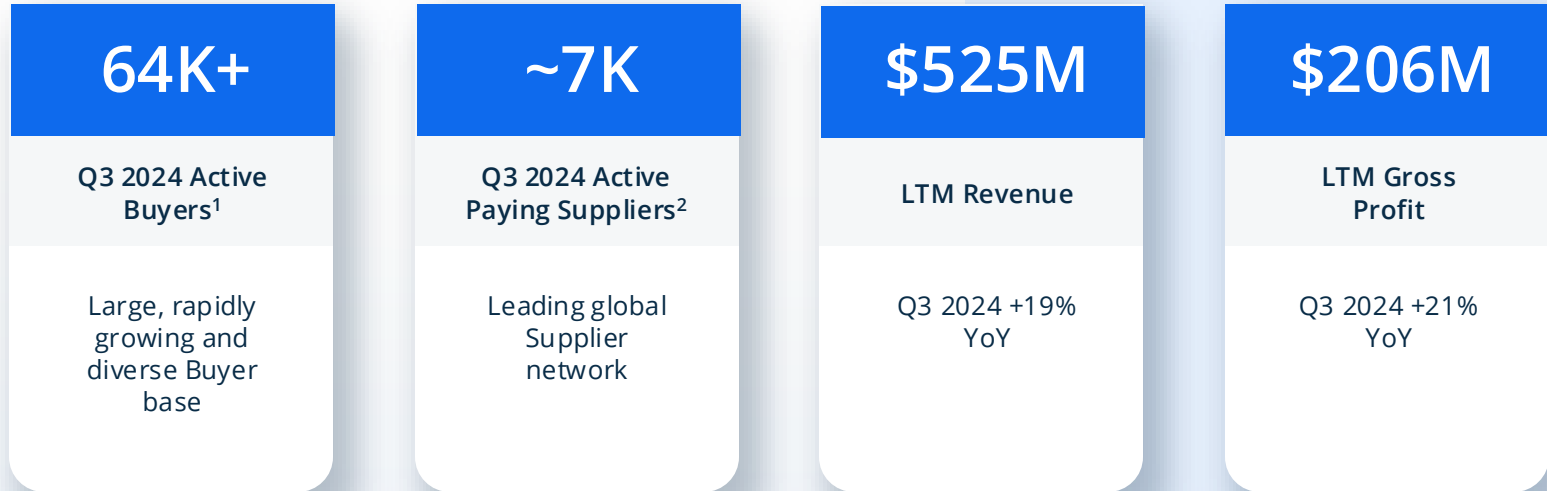 64K+
Q3 2024 Active
Buyers¹
Large, rapidly
growing and
diverse Buyer
base
~7K
Q3 2024 Active
Paying Suppliers²
Leading global
Supplier
network
$525M
LTM Revenue
Q3 2024 +19%
YoY
$206M
LTM Gross
Profit
Q3 2024 +21%
YoY